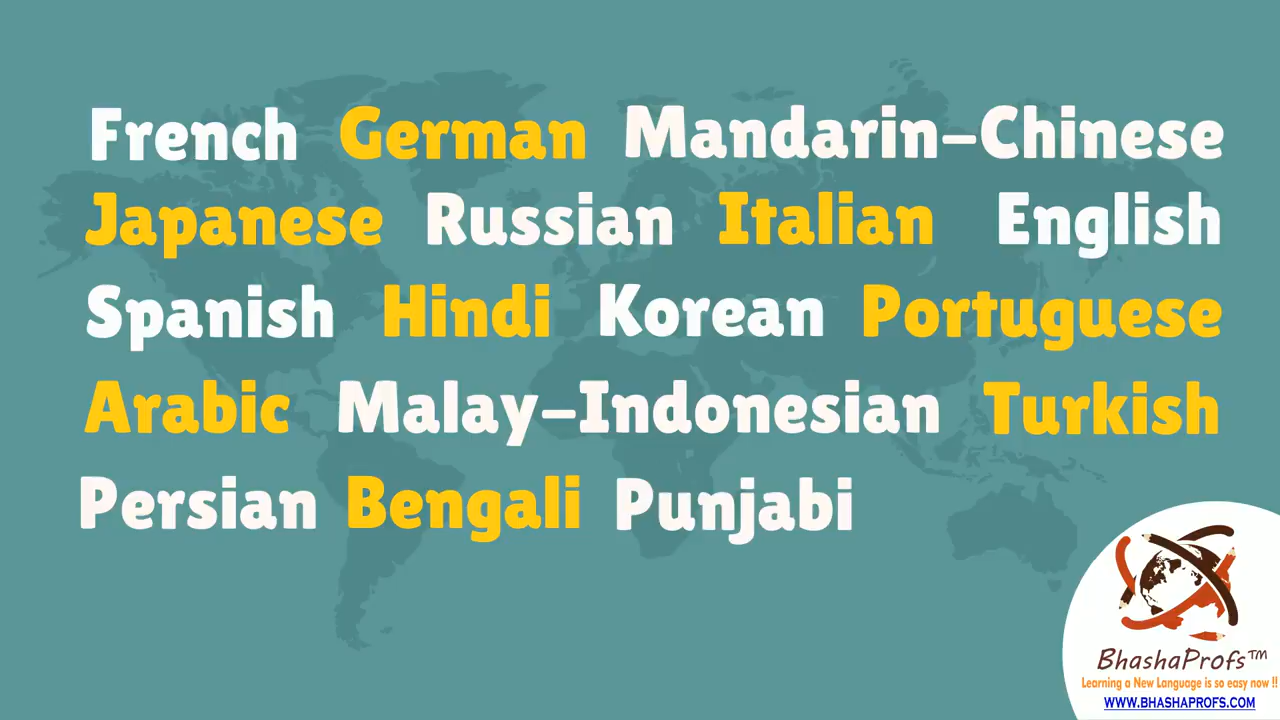 French German Mandarin-Chinese
Japanese Russian Italian English
Spanish Hindi Korean Portuguese
Arabic Malay-Indonesian Turkish
Persian Bengali Punjabi
BhashaProfs™
Learning a New Language is so easy now !!
WWW.BHASHAPROFS.COM